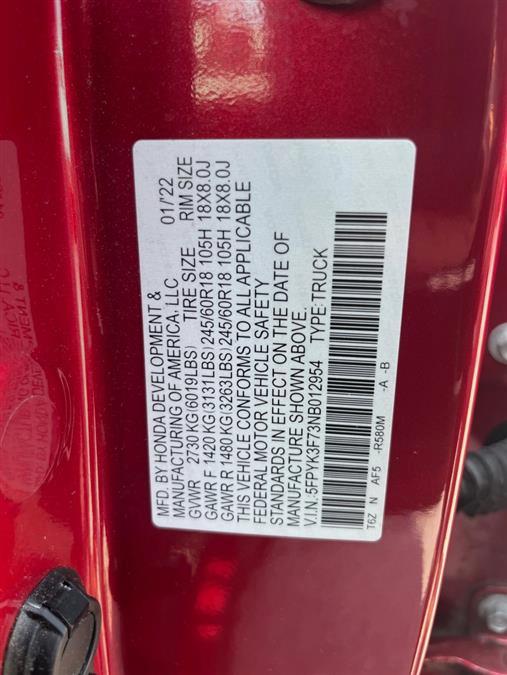 MFD. BY HONDA DEVELOPMENT &
MANUFACTURING OF AMERICA, LLC 01/'22
GVWR 2730 KG(6019LBS) TIRE SIZE RIM SIZE
GAWR F 1420 KG(3131LBS) 245/60R18 105H 18X8.0J
GAWR R 1480 KG(3263LBS) 245/60R18 105H 18X8.0J
THIS VEHICLE CONFORMS TO ALL APPLICABLE
FEDERAL MOTOR VEHICLE SAFETY
STANDARDS IN EFFECT ON THE DATE OF
MANUFACTURE SHOWN ABOVE.
V.I.N.:5FPYK3F73NB012954 TYPE:TRUCK
T6Z N AF5 -R580M -A -B